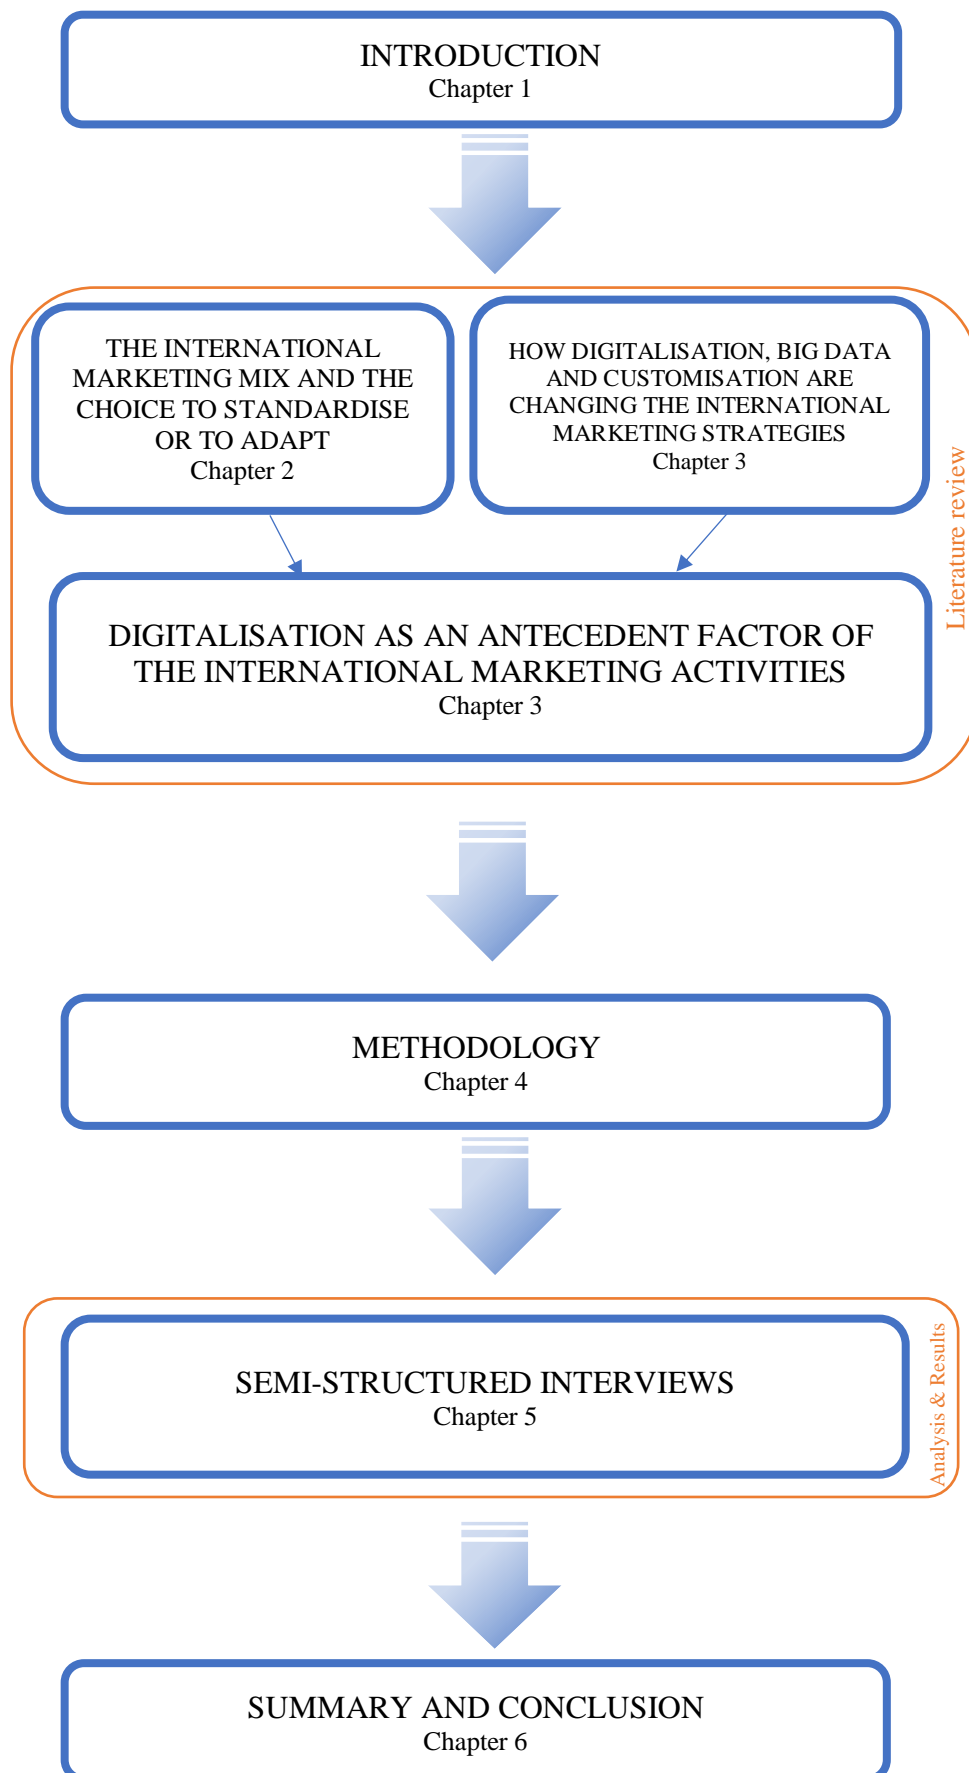 INTRODUCTION
Chapter 1
THE INTERNATIONAL
MARKETING MIX AND THE
CHOICE TO STANDARDISE
OR TO ADAPT
Chapter 2
HOW DIGITALISATION, BIG DATA
AND CUSTOMISATION ARE
CHANGING THE INTERNATIONAL
MARKETING STRATEGIES
Chapter 3
Literature review
DIGITALISATION AS AN ANTECEDENT FACTOR OF
THE INTERNATIONAL MARKETING ACTIVITIES
Chapter 3
METHODOLOGY
Chapter 4
SEMI-STRUCTURED INTERVIEWS
Chapter 5
Analysis & Results
SUMMARY AND CONCLUSION
Chapter 6